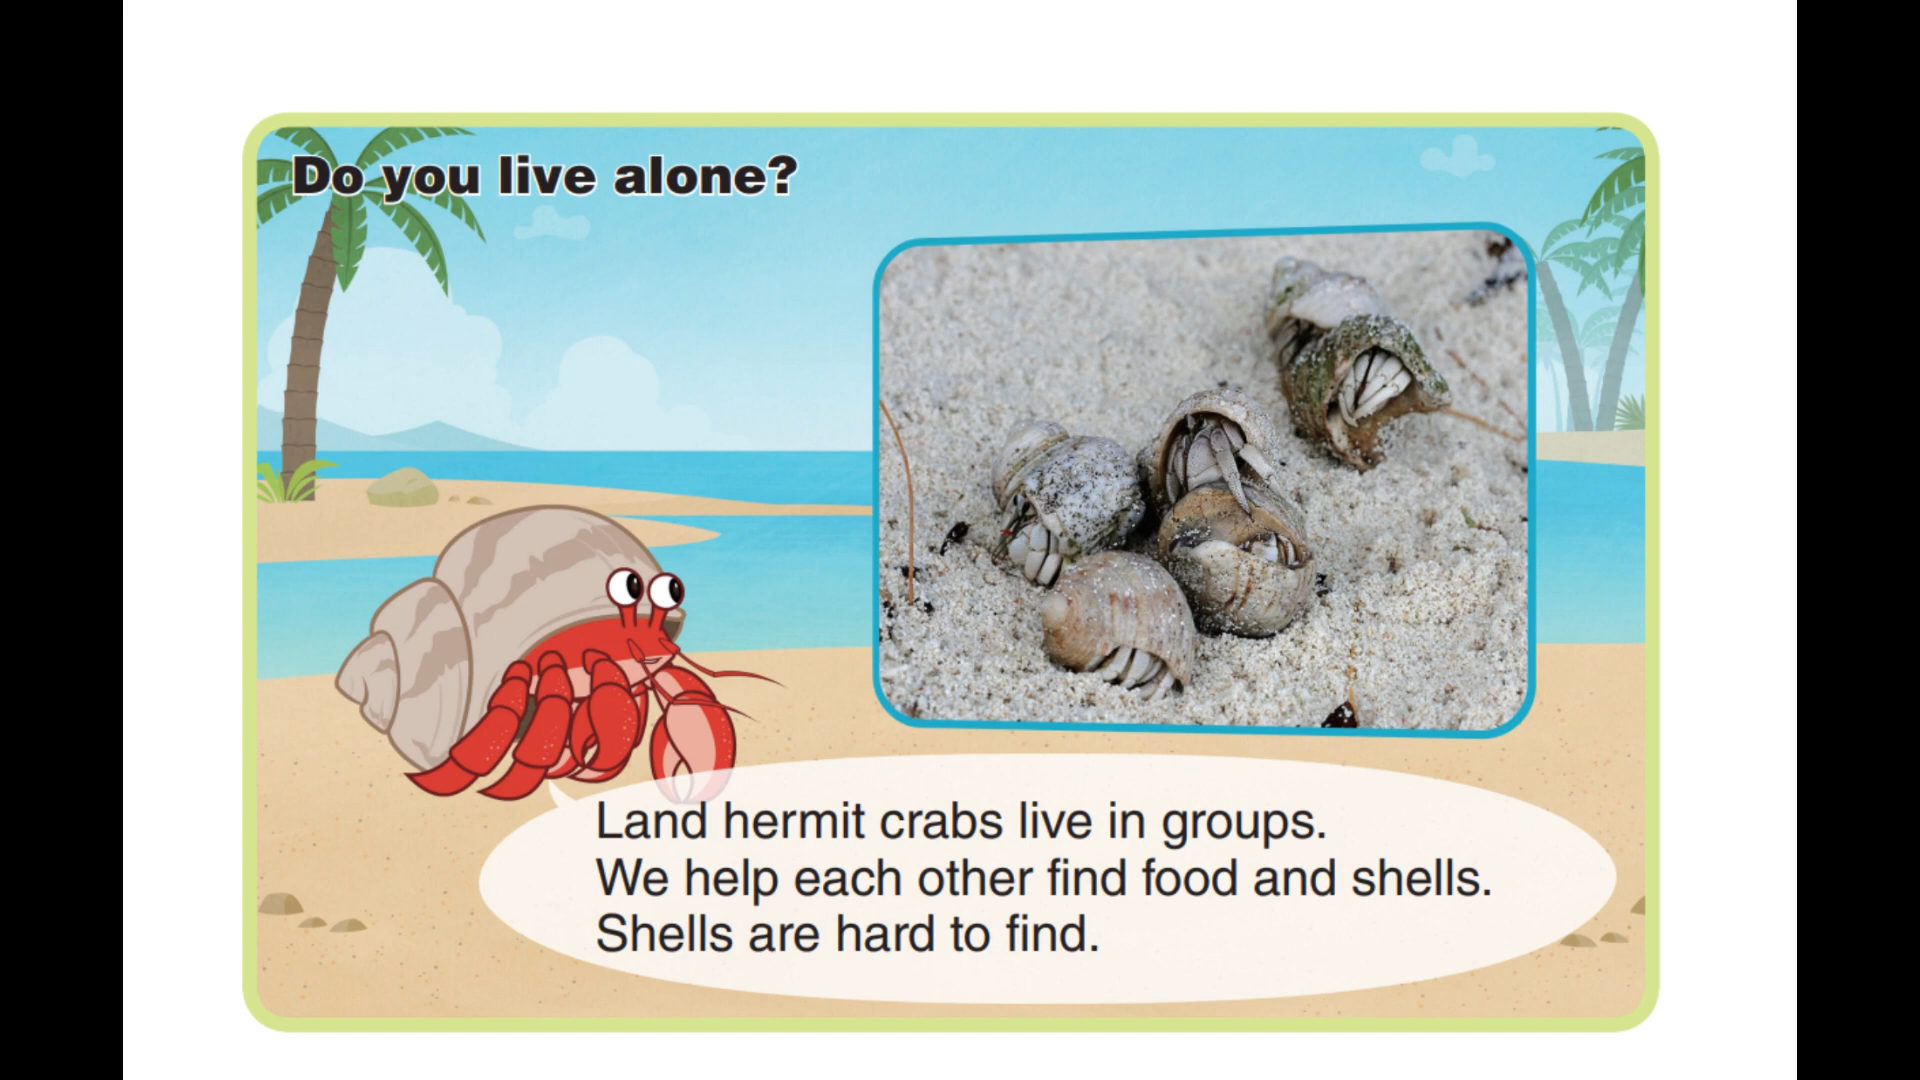 Do you live alone?
Land hermit crabs live in groups.
We help each other find food and shells.
Shells are hard to find.